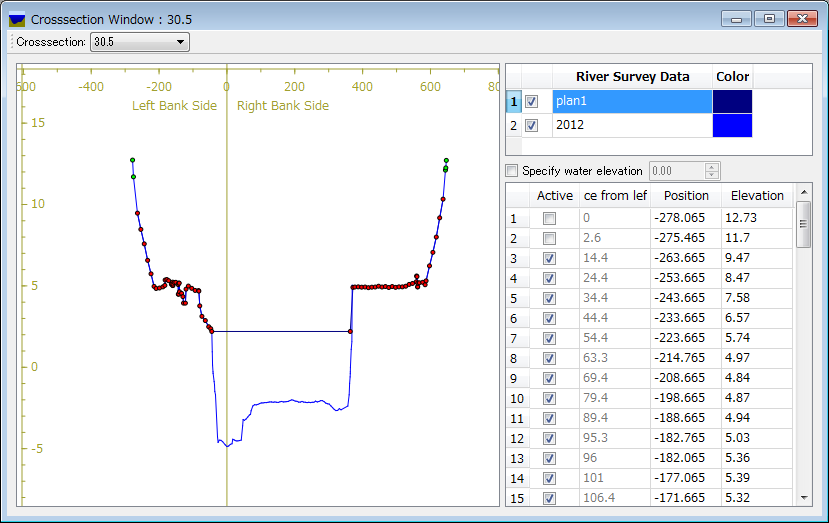 Crosssection Window : 30.5
Crosssection: 30.5
600 -400 -200 0 200 400 600 80
Left Bank Side Right Bank Side
15
10
5
0
-5
River Survey Data Color
1 plan1
2 2012
Specify water elevation 0.00
Active ce from lef Position Elevation
1 0 -278.065 12.73
2 2.6 -275.465 11.7
3 14.4 -263.665 9.47
4 24.4 -253.665 8.47
5 34.4 -243.665 7.58
6 44.4 -233.665 6.57
7 54.4 -223.665 5.74
8 63.3 -214.765 4.97
9 69.4 -208.665 4.84
10 79.4 -198.665 4.87
11 89.4 -188.665 4.94
12 95.3 -182.765 5.03
13 96 -182.065 5.36
14 101 -177.065 5.39
15 106.4 -171.665 5.32